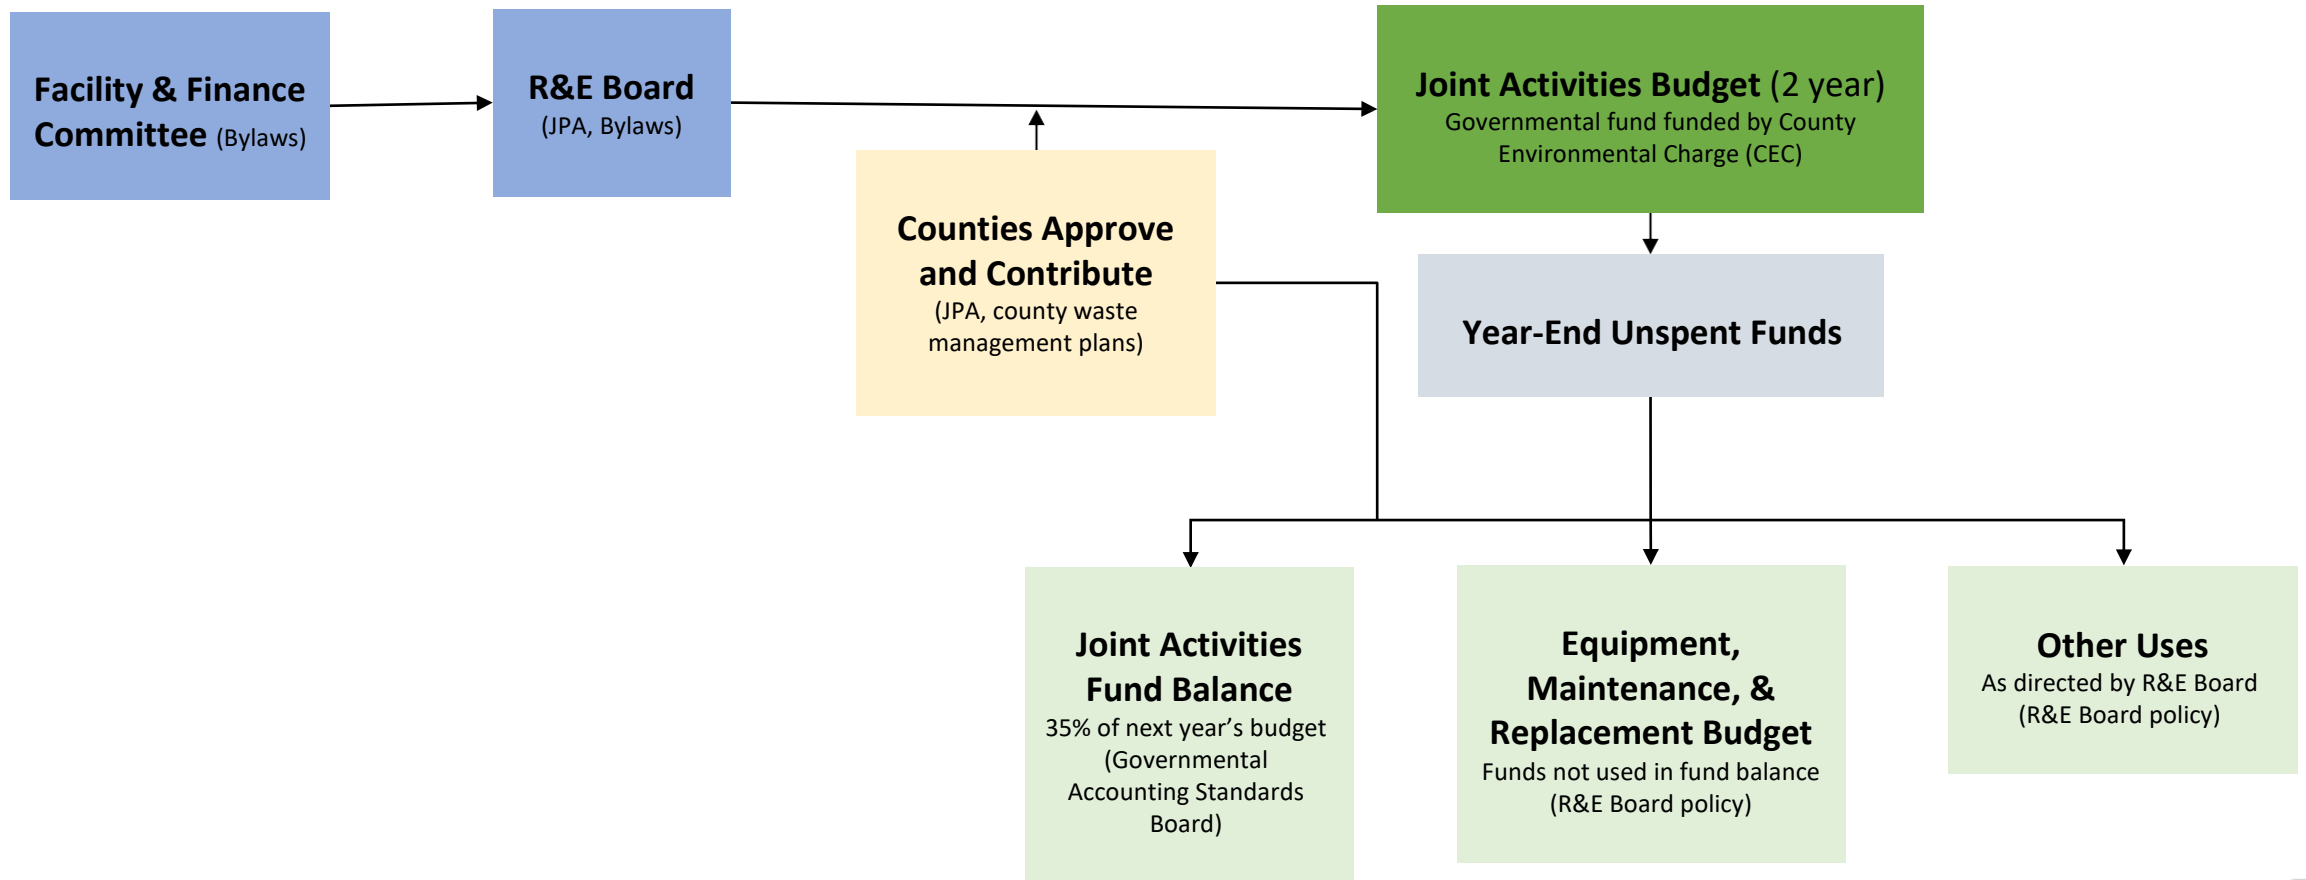 Facility & Finance
Committee (Bylaws)
R&E Board
(JPA, Bylaws)
Joint Activities Budget (2 year)
Governmental fund funded by County
Environmental Charge (CEC)
Counties Approve
and Contribute
(JPA, county waste
management plans)
Year-End Unspent Funds
Joint Activities
Fund Balance
35% of next year’s budget
(Governmental
Accounting Standards
Board)
Equipment,
Maintenance, &
Replacement Budget
Funds not used in fund balance
(R&E Board policy)
Other Uses
As directed by R&E Board
(R&E Board policy)